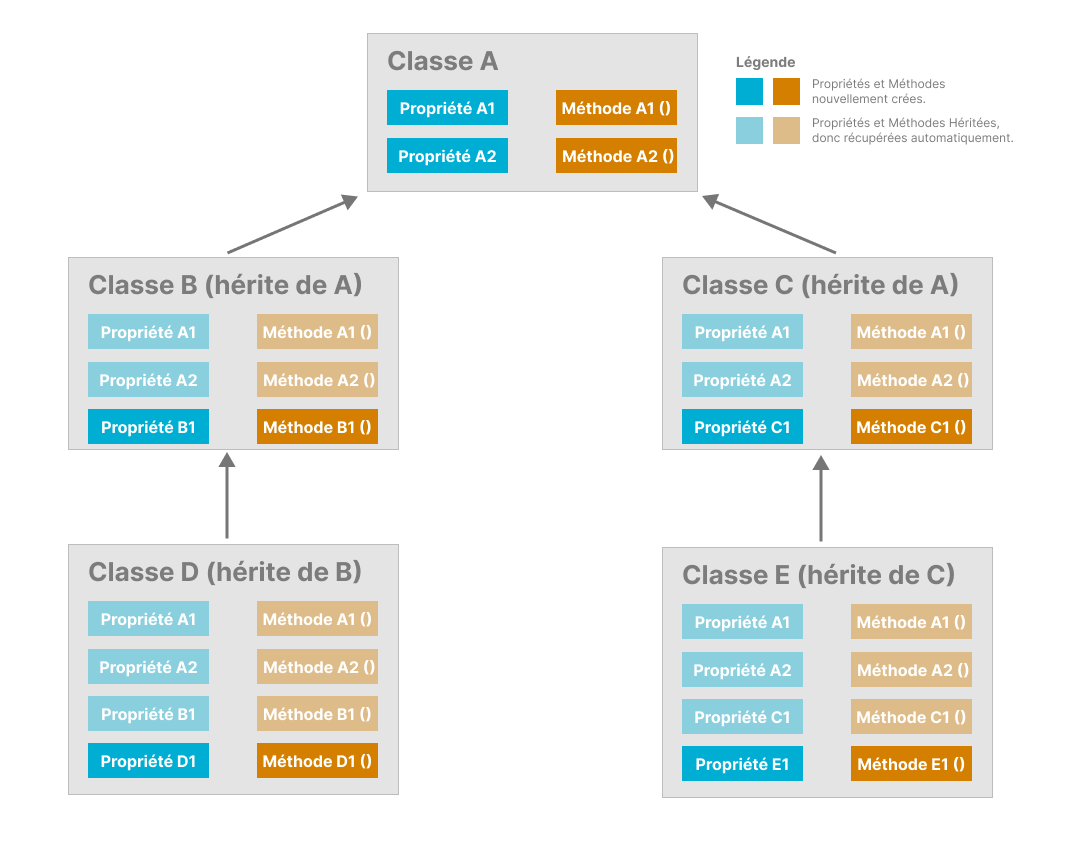 Classe A
Propriété A1
Méthode A1 ()
Propriété A2
Méthode A2 ()
Légende
Propriétés et Méthodes
nouvellement crées.
Propriétés et Méthodes Héritées,
donc récupérées automatiquement.
Classe B (hérite de A)
Propriété A1
Méthode A1 ()
Propriété A2
Méthode A2 ()
Propriété B1
Méthode B1 ()
Classe C (hérite de A)
Propriété A1
Méthode A1 ()
Propriété A2
Méthode A2 ()
Propriété C1
Méthode C1 ()
Classe D (hérite de B)
Propriété A1
Méthode A1 ()
Propriété A2
Méthode A2 ()
Propriété B1
Méthode B1 ()
Propriété D1
Méthode D1 ()
Classe E (hérite de C)
Propriété A1
Méthode A1 ()
Propriété A2
Méthode A2 ()
Propriété C1
Méthode C1 ()
Propriété E1
Méthode E1 ()